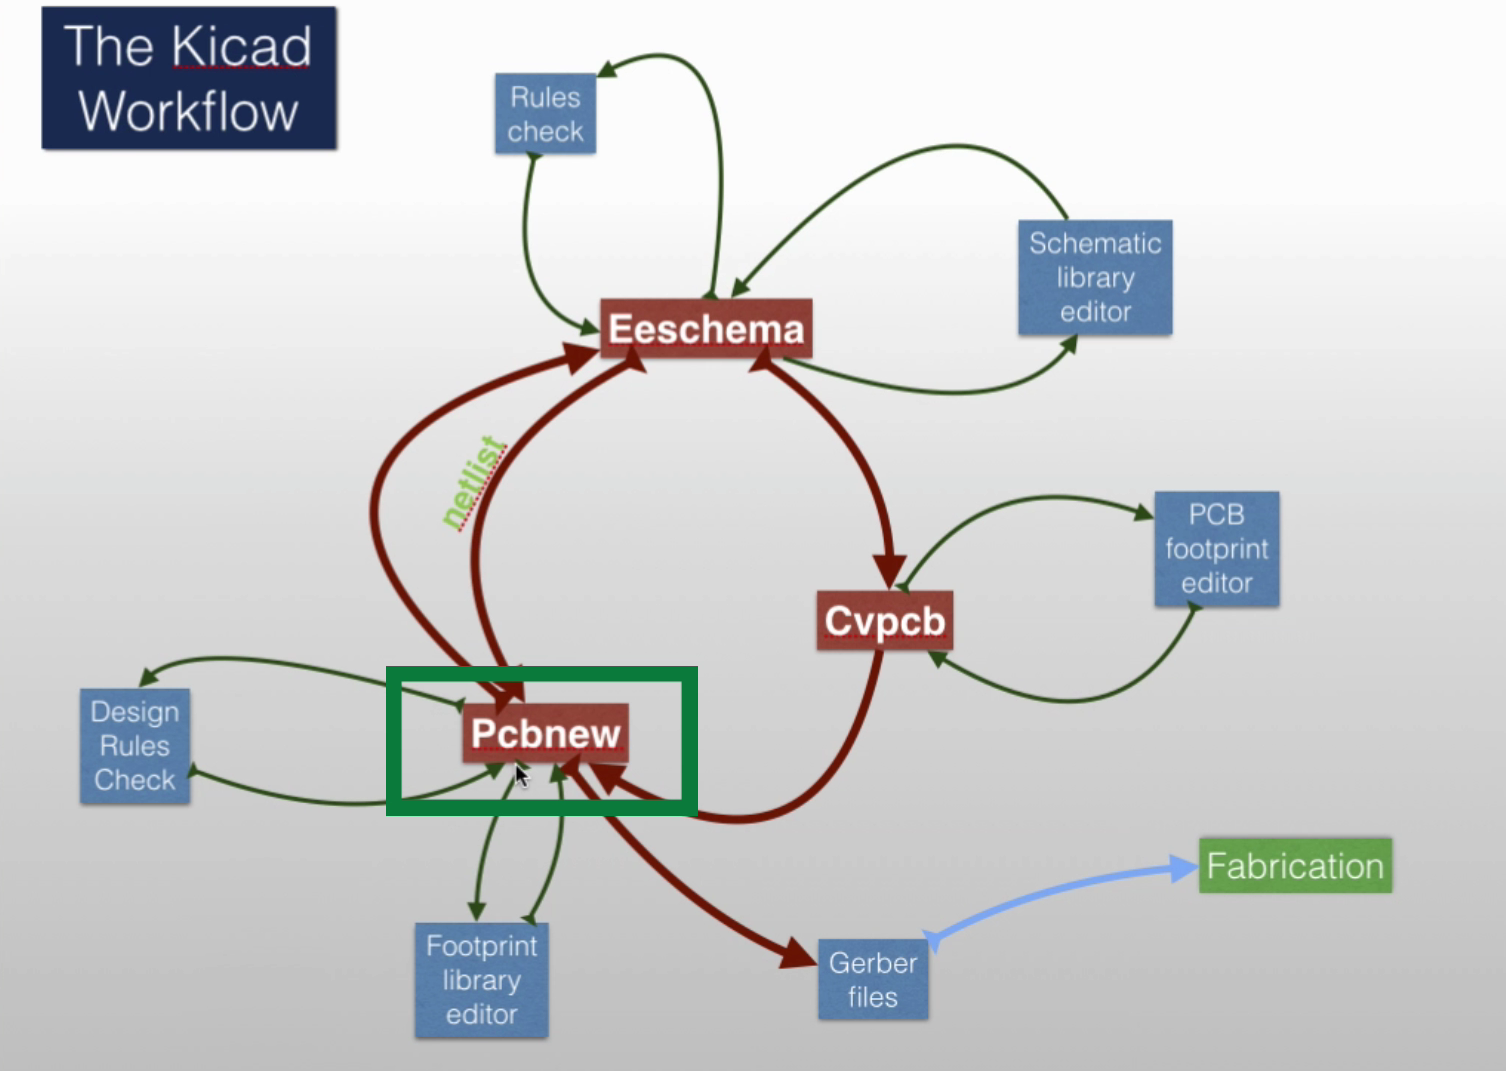 The Kicad
Workflow
Rules
check
Schematic
library
editor
Eeschema
netlist
PCB
footprint
editor
Cvpcb
Design
Rules
Check
Pcbnew
Fabrication
Footprint
library
editor
Gerber
files